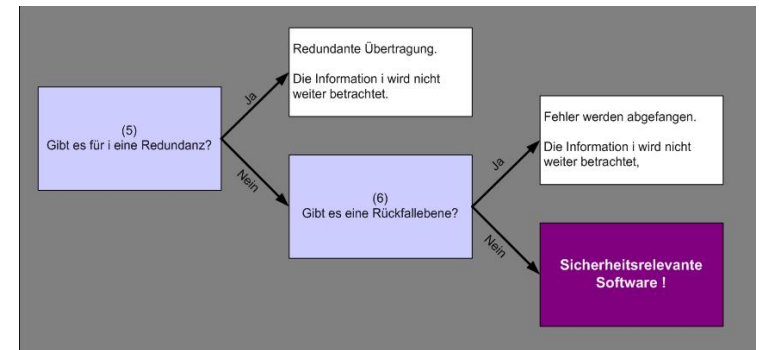 (5)
Gibt es für i eine Redundanz?
Ja
Redundante Übertragung.
Die Information i wird nicht
weiter betrachtet.
Nein
(6)
Gibt es eine Rückfallebene?
Ja
Fehler werden abgefangen.
Die Information i wird nicht
weiter betrachtet,
Nein
Sicherheitsrelevante
Software !